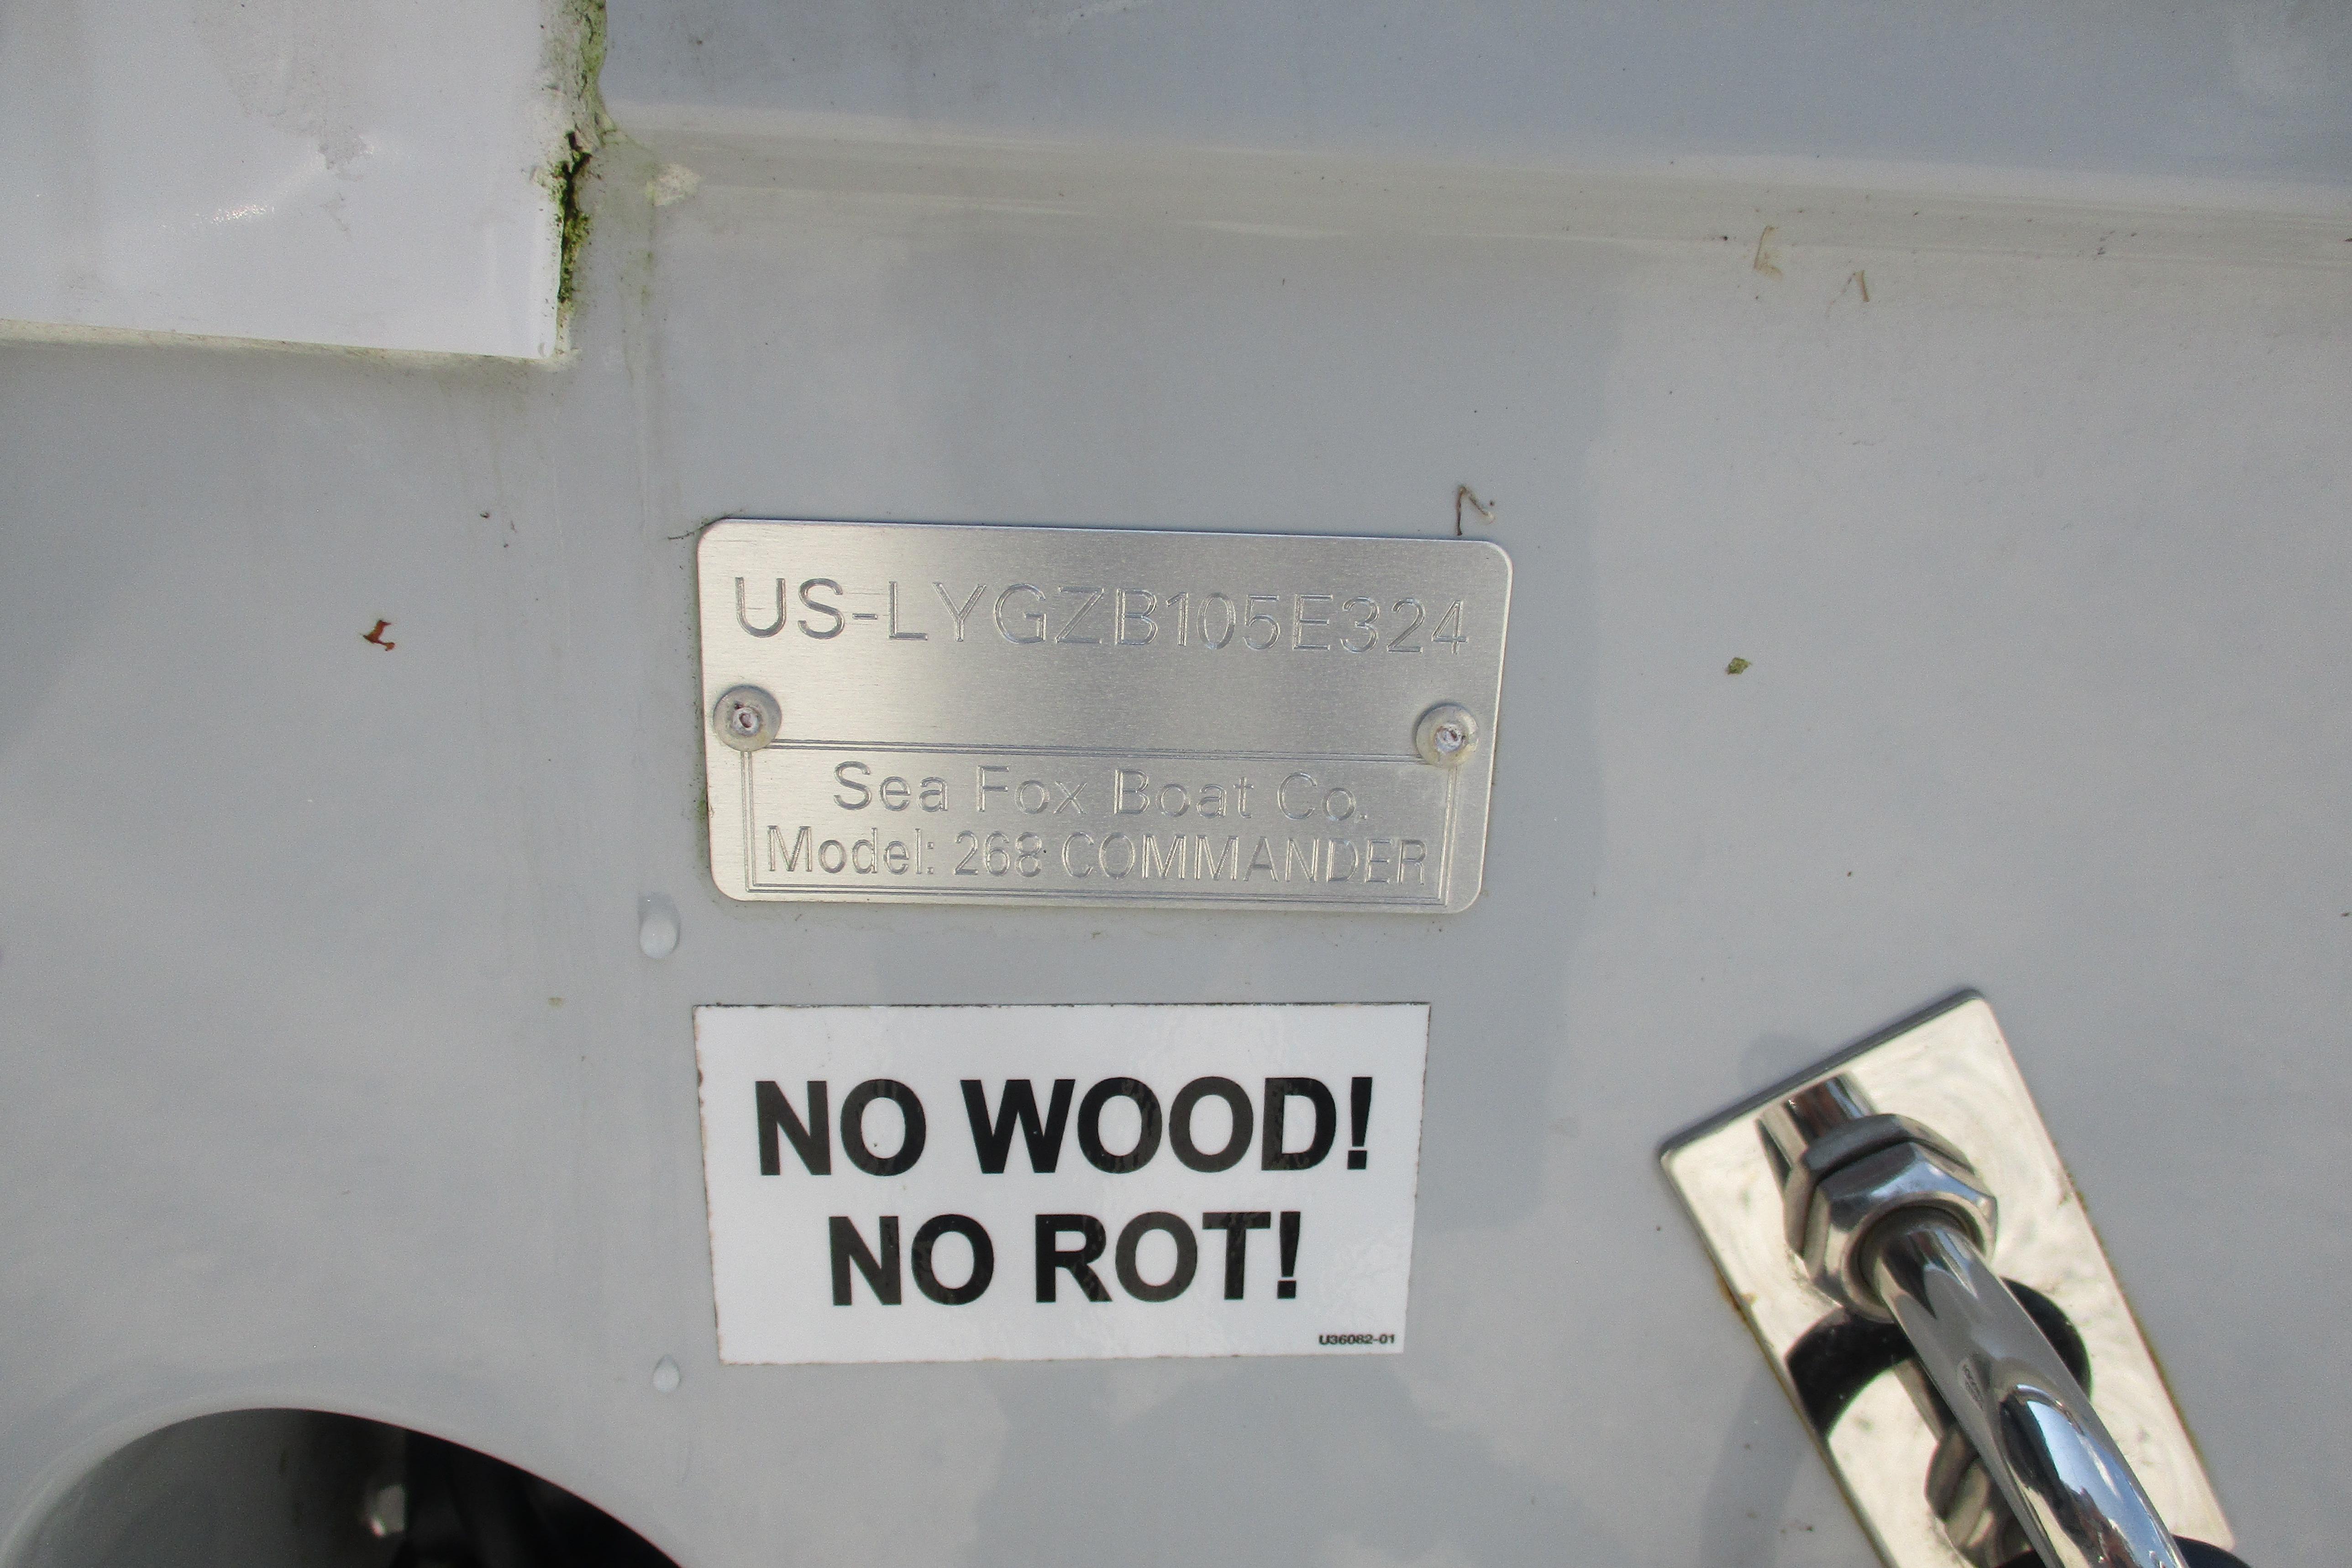 US-LYGZB105E324
Sea Fox Boat Co.
Model: 268 COMMANDER
NO WOOD!
NO ROT!
U36082-01